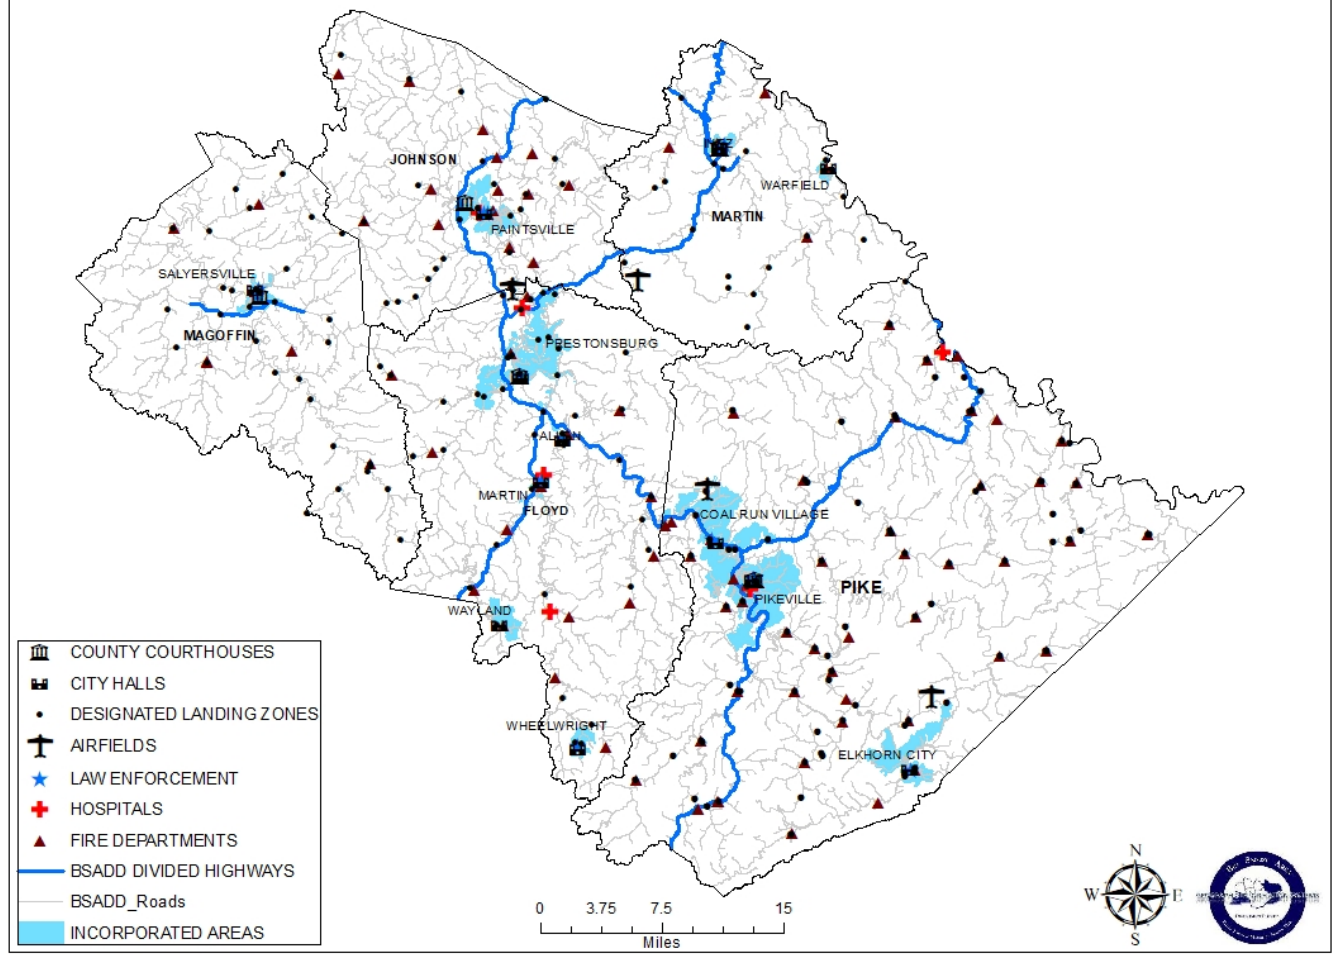 JOHNSON
WARFIELD
MARTIN
PAINTSVILLE
SALYERSVILLE
MAGOFFIN
PRESTONSBURG
ALLEN
MARTIN
FLOYD
COAL RUN VILLAGE
PIKE
PIKEVILLE
WAYLAND
WHEELWRIGHT
ELKHORN CITY
COUNTY COURTHOUSES
CITY HALLS
DESIGNATED LANDING ZONES
AIRFIELDS
LAW ENFORCEMENT
HOSPITALS
FIRE DEPARTMENTS
BSADD DIVIDED HIGHWAYS
BSADD_Roads
INCORPORATED AREAS
0 3.75 7.5 15
Miles
N
W E
S